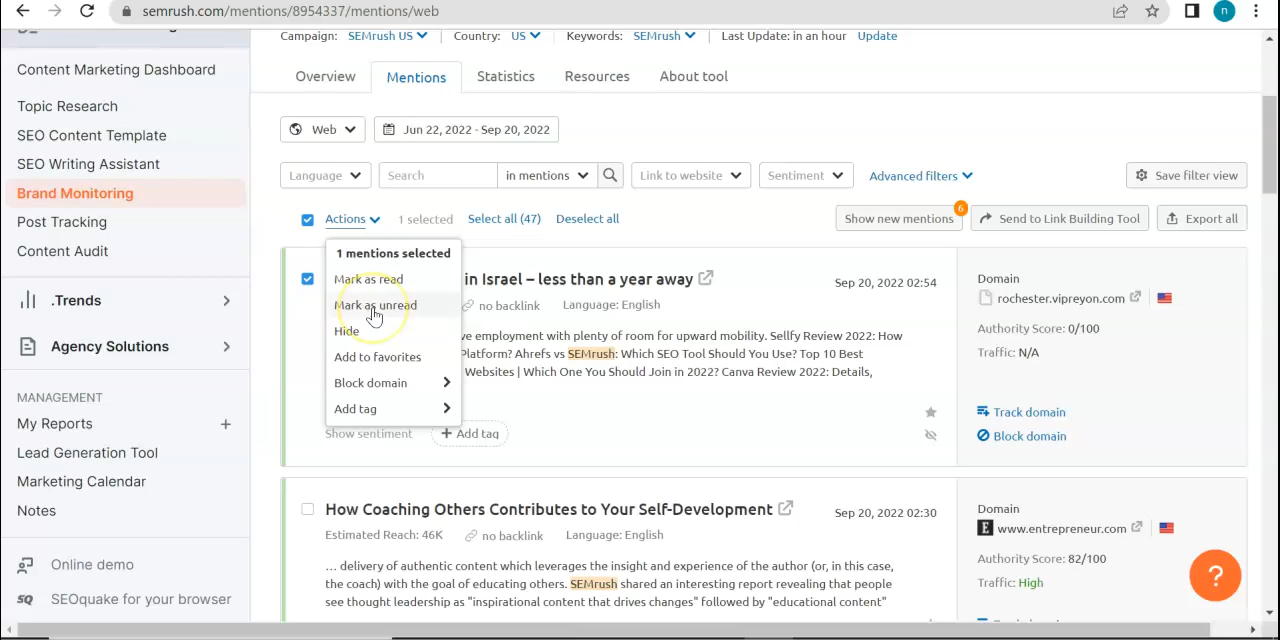 semrush.com/mentions/8954337/mentions/web
n
Campaign: SEMrush US Country: US Keywords: SEMrush Last Update: in an hour Update
Content Marketing Dashboard
Topic Research
SEO Content Template
SEO Writing Assistant
Brand Monitoring
Post Tracking
Content Audit
.Trends
Agency Solutions
MANAGEMENT
My Reports +
Lead Generation Tool
Marketing Calendar
Notes
Online demo
SQ SEOquake for your browser
Overview Mentions Statistics Resources About tool
Web Jun 22, 2022 - Sep 20, 2022
Language Search in mentions Link to website Sentiment Advanced filters Save filter view
Actions 1 selected Select all (47) Deselect all Show new mentions 6 Send to Link Building Tool Export all
1 mentions selected
Mark as read
Mark as unread
Hide
Add to favorites
Block domain
Add tag
in Israel – less than a year away Sep 20, 2022 02:54
no backlink Language: English
ve employment with plenty of room for upward mobility. Sellfy Review 2022: How
Platform? Ahrefs vs SEMrush: Which SEO Tool Should You Use? Top 10 Best
Websites | Which One You Should Join in 2022? Canva Review 2022: Details,
Show sentiment + Add tag
Domain
rochester.vipreyon.com
Authority Score: 0/100
Traffic: N/A
Track domain
Block domain
How Coaching Others Contributes to Your Self-Development Sep 20, 2022 02:30
Estimated Reach: 46K no backlink Language: English
... delivery of authentic content which leverages the insight and experience of the author (or, in this case,
the coach) with the goal of educating others. SEMrush shared an interesting report revealing that people
see thought leadership as "inspirational content that drives changes" followed by "educational content"
Domain
E www.entrepreneur.com
Authority Score: 82/100
Traffic: High
?